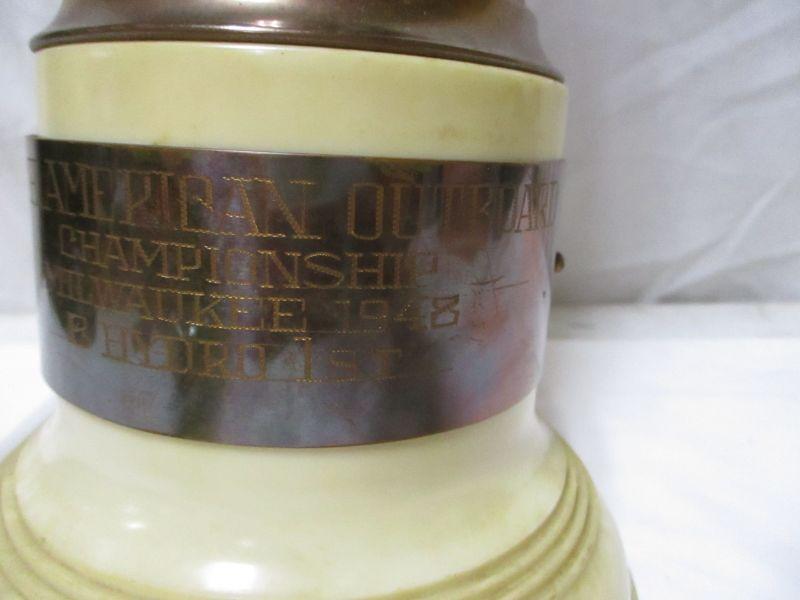 AMERICAN OUTBOARD
CHAMPIONSHIP
MILWAUKEE 1948
B HYDRO 1ST